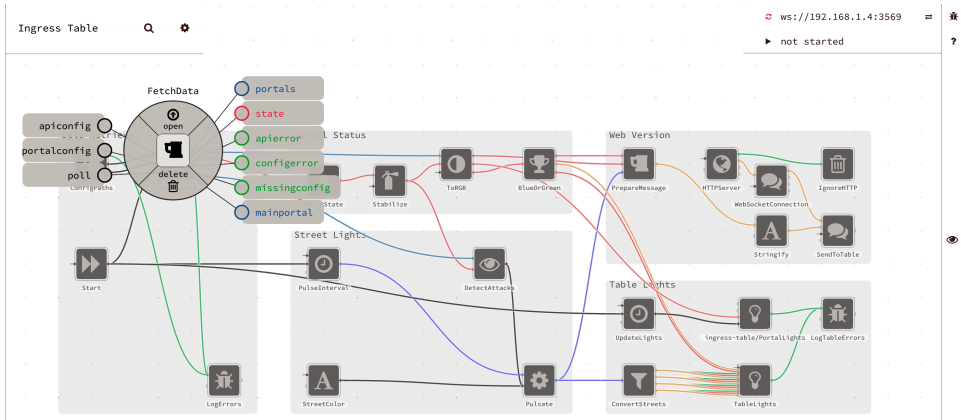 Ingress Table
ws://192.168.1.4:3569
not started
?
FetchData
open
delete
apiconfig
portalconfig
poll
portals
state
apierror
configerror
missingconfig
mainportal
Status
ConfigPaths
State
Stabilize
ToRGB
BlueOrGreen
Web Version
PrepareMessage
HTTPServer
IgnoreHTTP
WebSocketConnection
Stringify
SendToTable
Street Lights
Start
PulseInterval
DetectAttacks
Table Lights
UpdateLights
ingress-table/PortalLights
LogTableErrors
LogErrors
StreetColor
Pulsate
ConvertStreets
TableLights